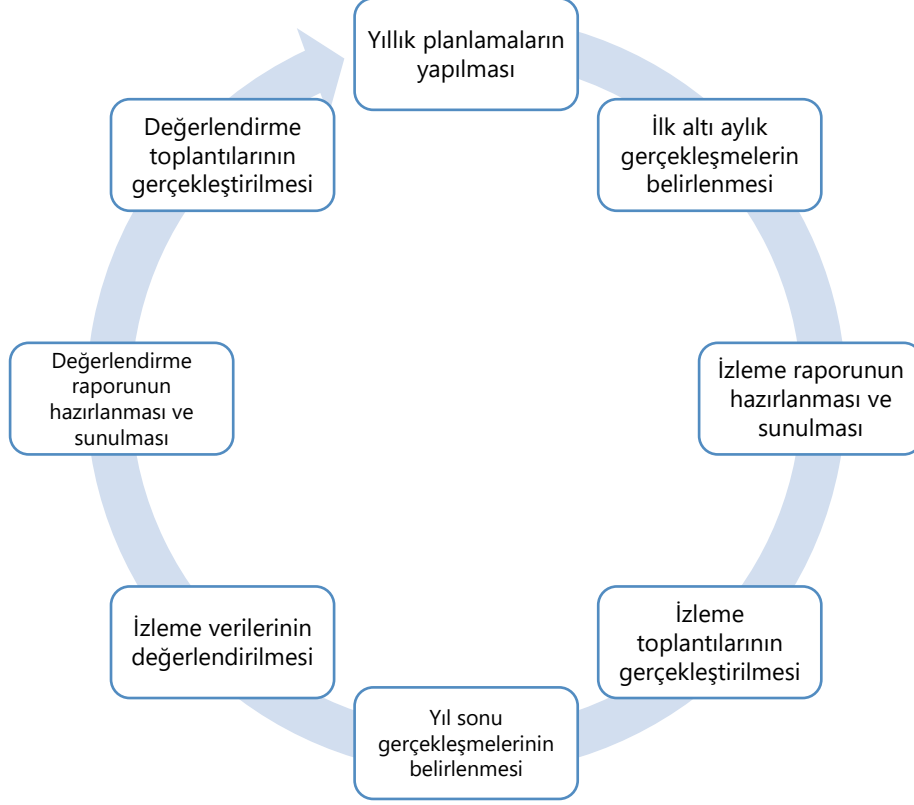 Yıllık planlamaların
yapılması
İlk altı aylık
gerçekleşmelerin
belirlenmesi
İzleme raporunun
hazırlanması ve
sunulması
İzleme
toplantılarının
gerçekleştirilmesi
Yıl sonu
gerçekleşmelerinin
belirlenmesi
İzleme verilerinin
değerlendirilmesi
Değerlendirme
raporunun
hazırlanması ve
sunulması
Değerlendirme
toplantılarının
gerçekleştirilmesi